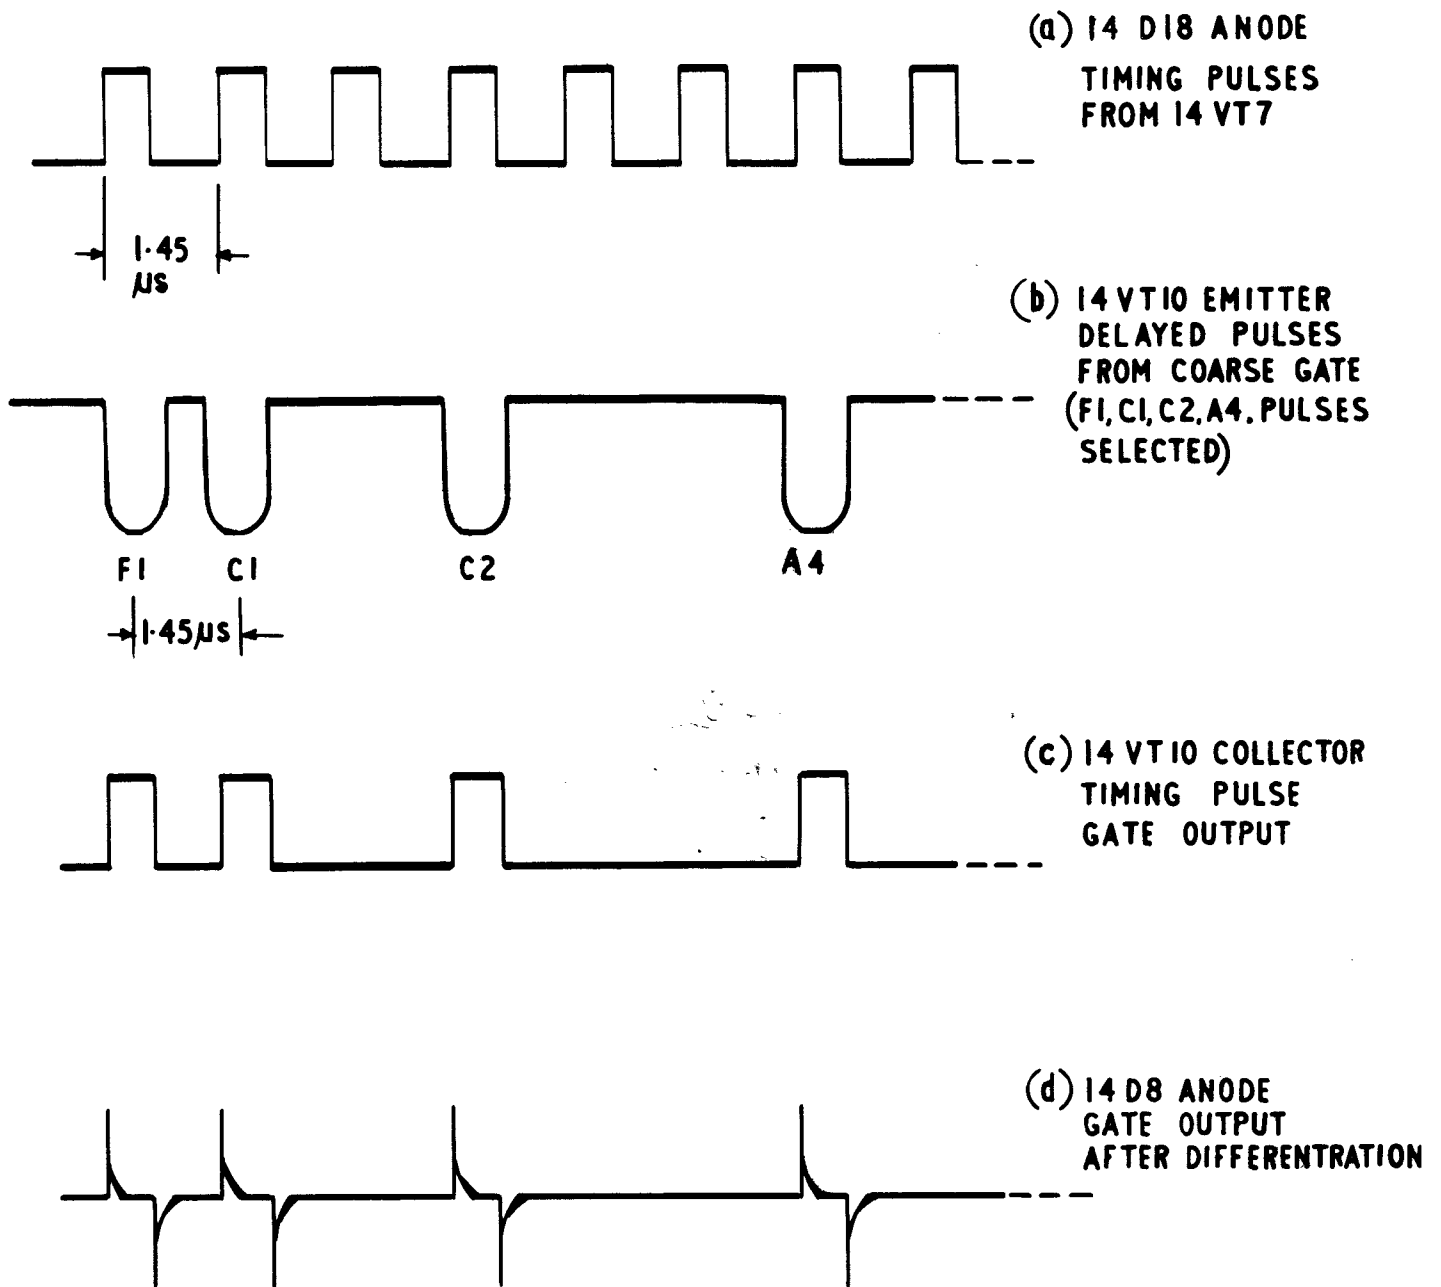 (a) 14 D18 ANODE
TIMING PULSES
FROM 14 VT7
1.45
µs
(b) 14 VT10 EMITTER
DELAYED PULSES
FROM COARSE GATE
(F1, C1, C2, A4. PULSES
SELECTED)
F1 C1 C2 A4
1.45µs
(c) 14 VT10 COLLECTOR
TIMING PULSE
GATE OUTPUT
(d) 14 D8 ANODE
GATE OUTPUT
AFTER DIFFERENTRATION